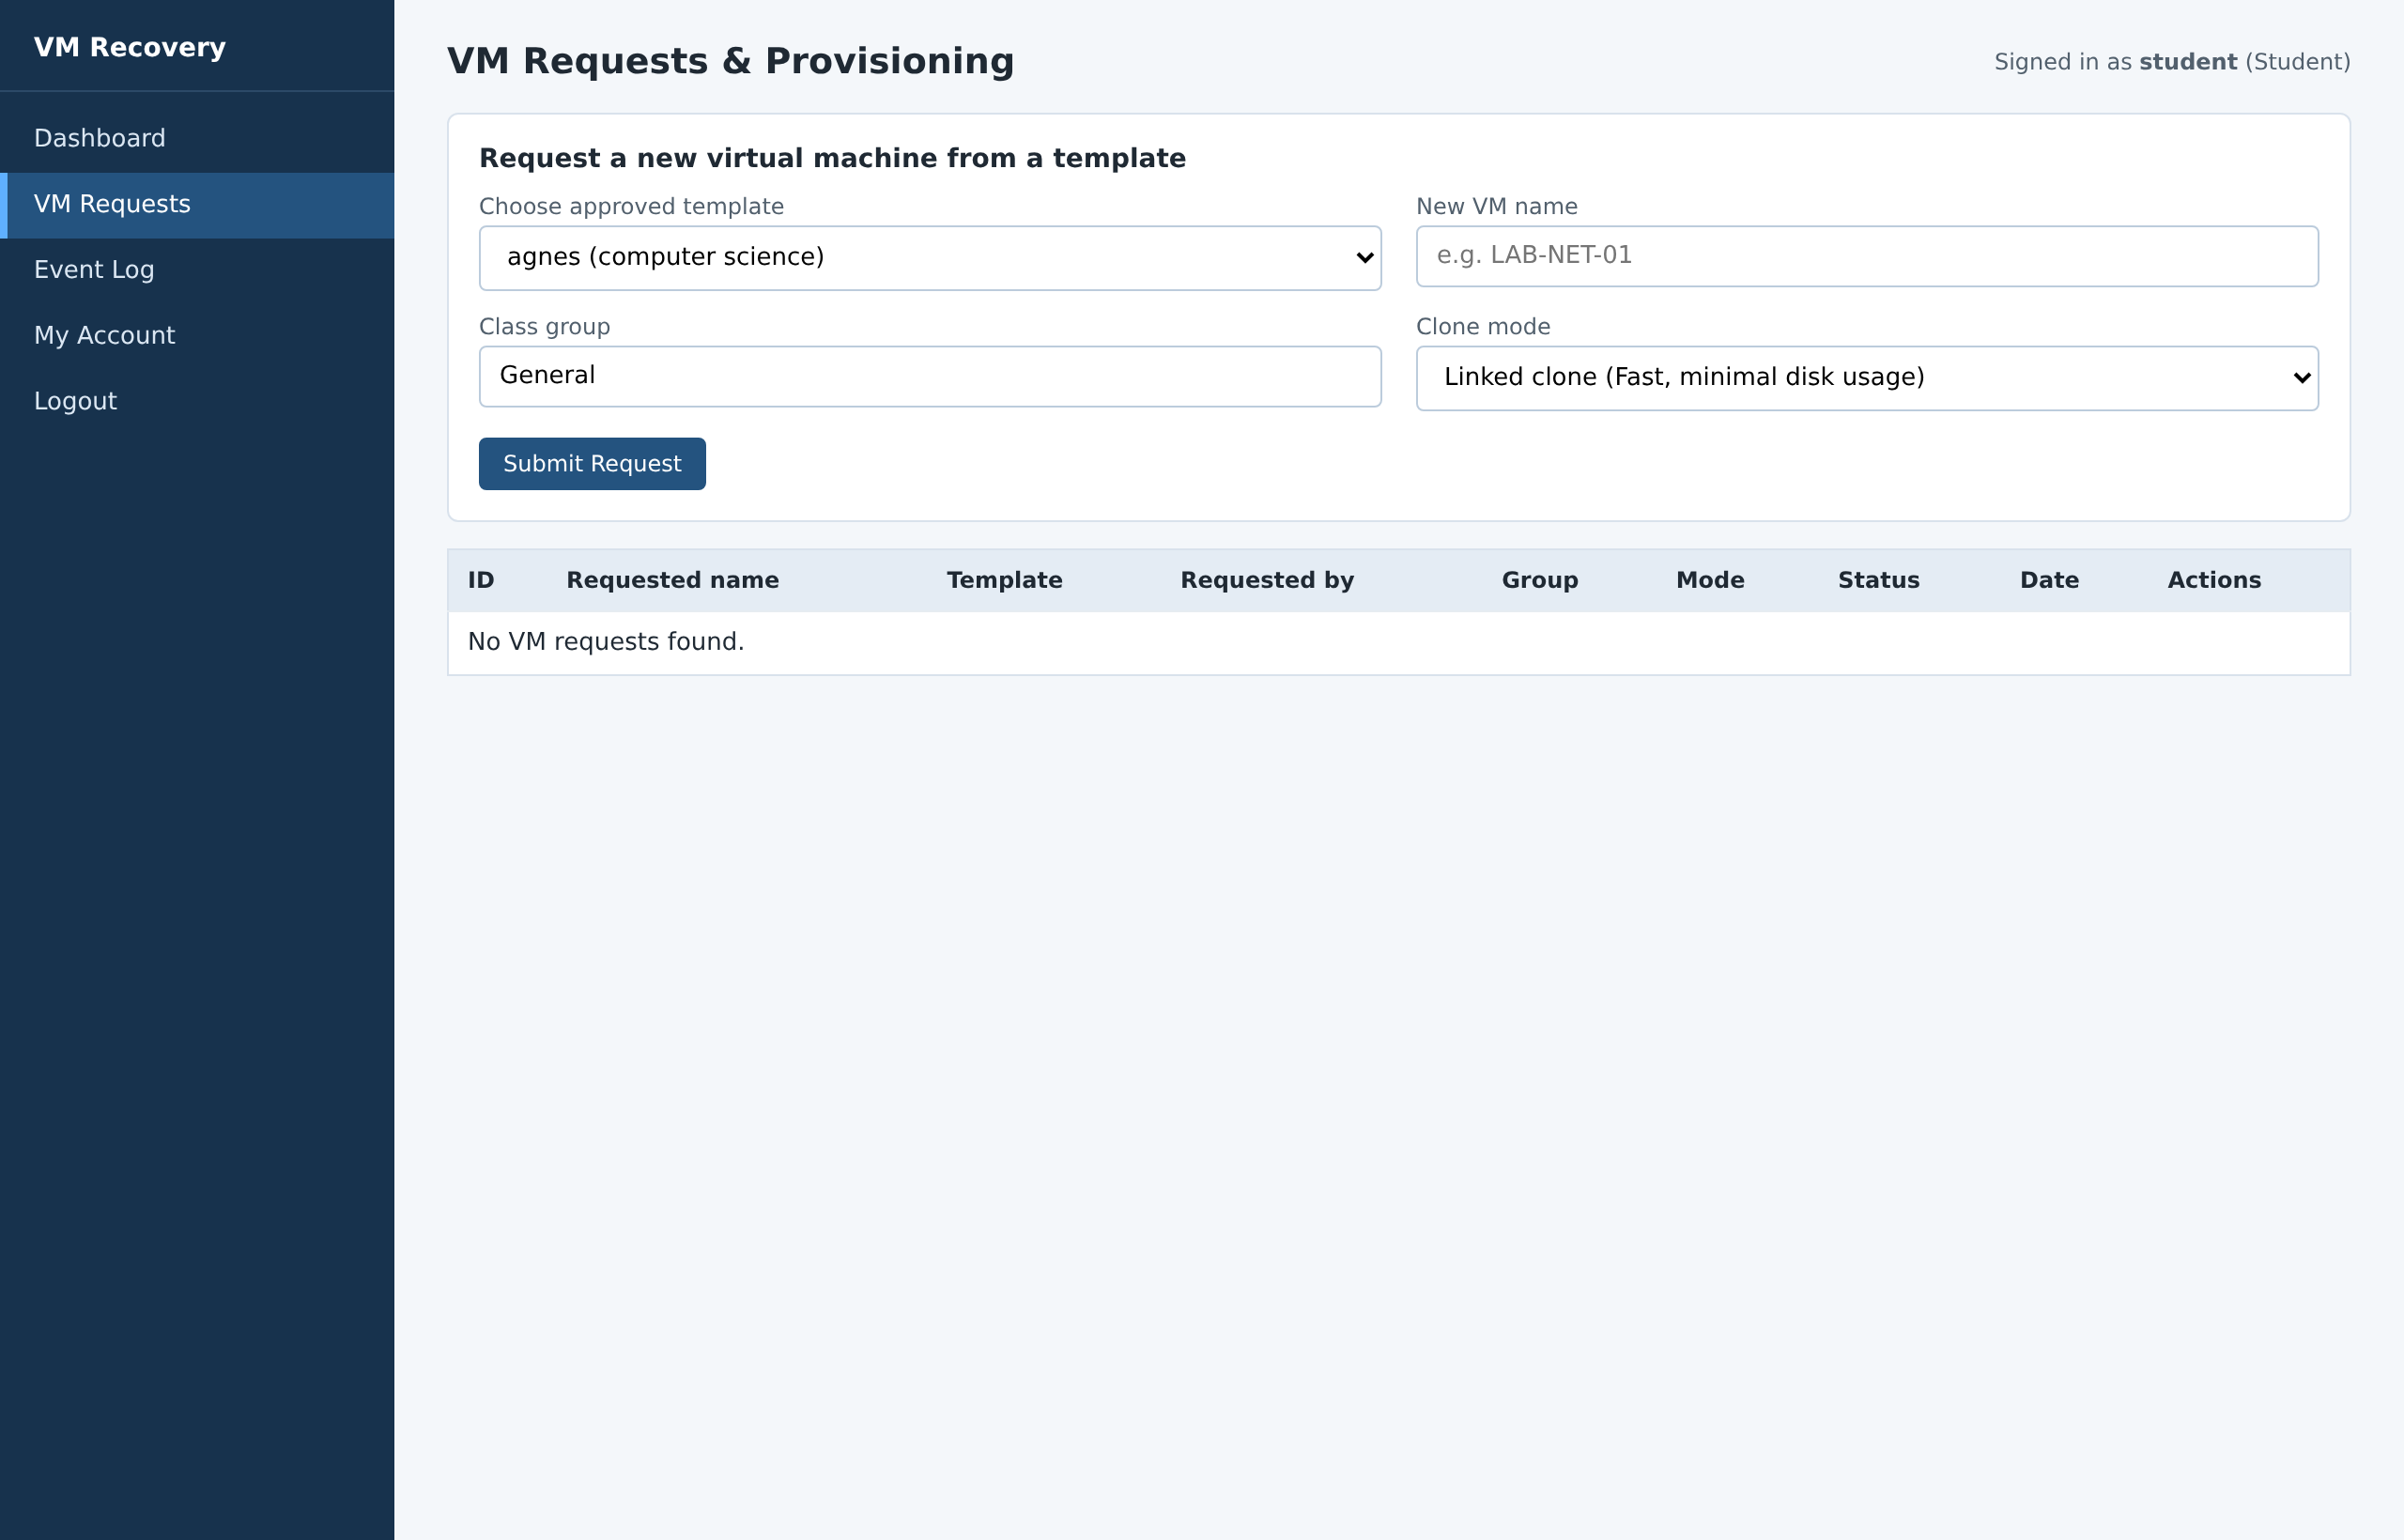 VM Recovery
Dashboard
VM Requests
Event Log
My Account
Logout
VM Requests & Provisioning
Signed in as student (Student)
Request a new virtual machine from a template
Choose approved template
New VM name
agnes (computer science)
e.g. LAB-NET-01
Class group
Clone mode
General
Linked clone (Fast, minimal disk usage)
Submit Request
ID Requested name Template Requested by Group Mode Status Date Actions
No VM requests found.